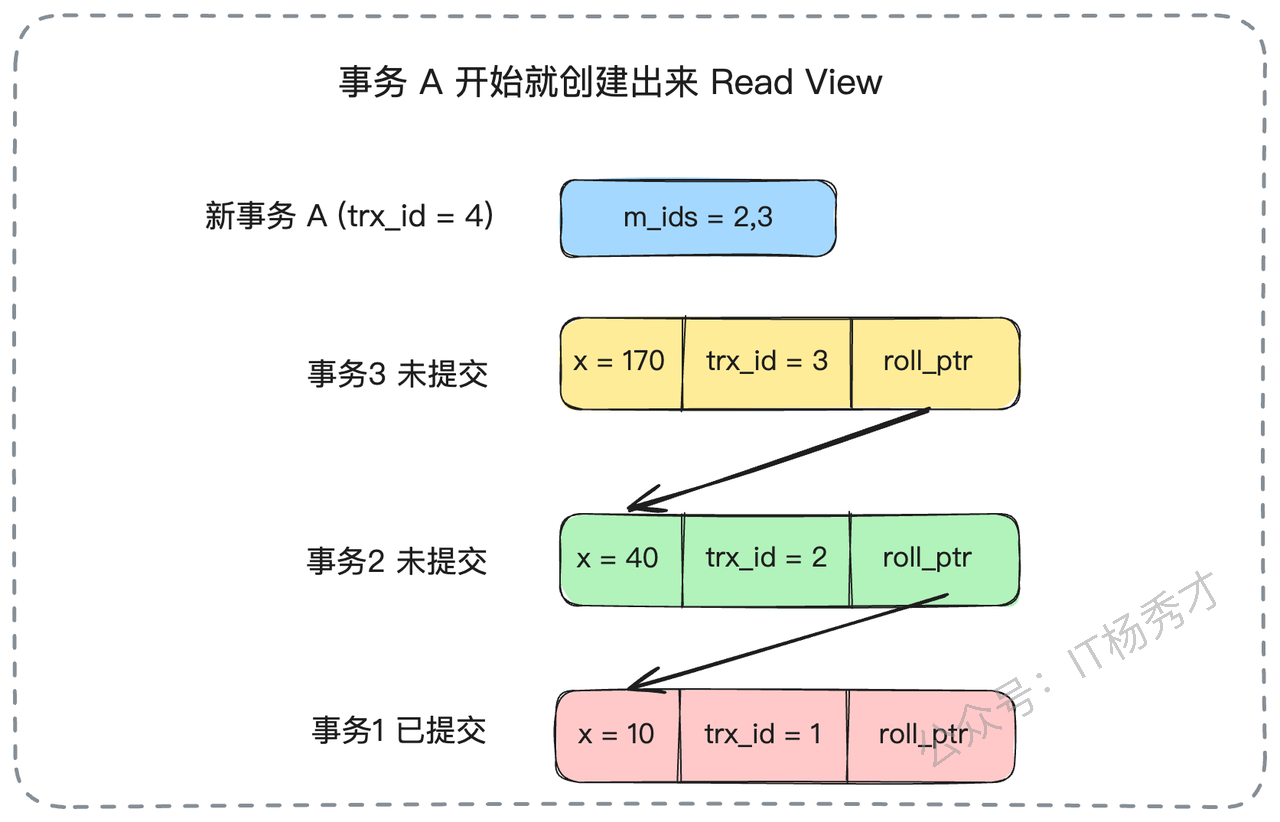 事务 A 开始就创建出来 Read View
新事务 A (trx_id = 4)
m_ids = 2,3
事务3 未提交
x = 170
trx_id = 3
roll_ptr
事务2 未提交
x = 40
trx_id = 2
roll_ptr
事务1 已提交
x = 10
trx_id = 1
roll_ptr
公众号：IT杨秀才